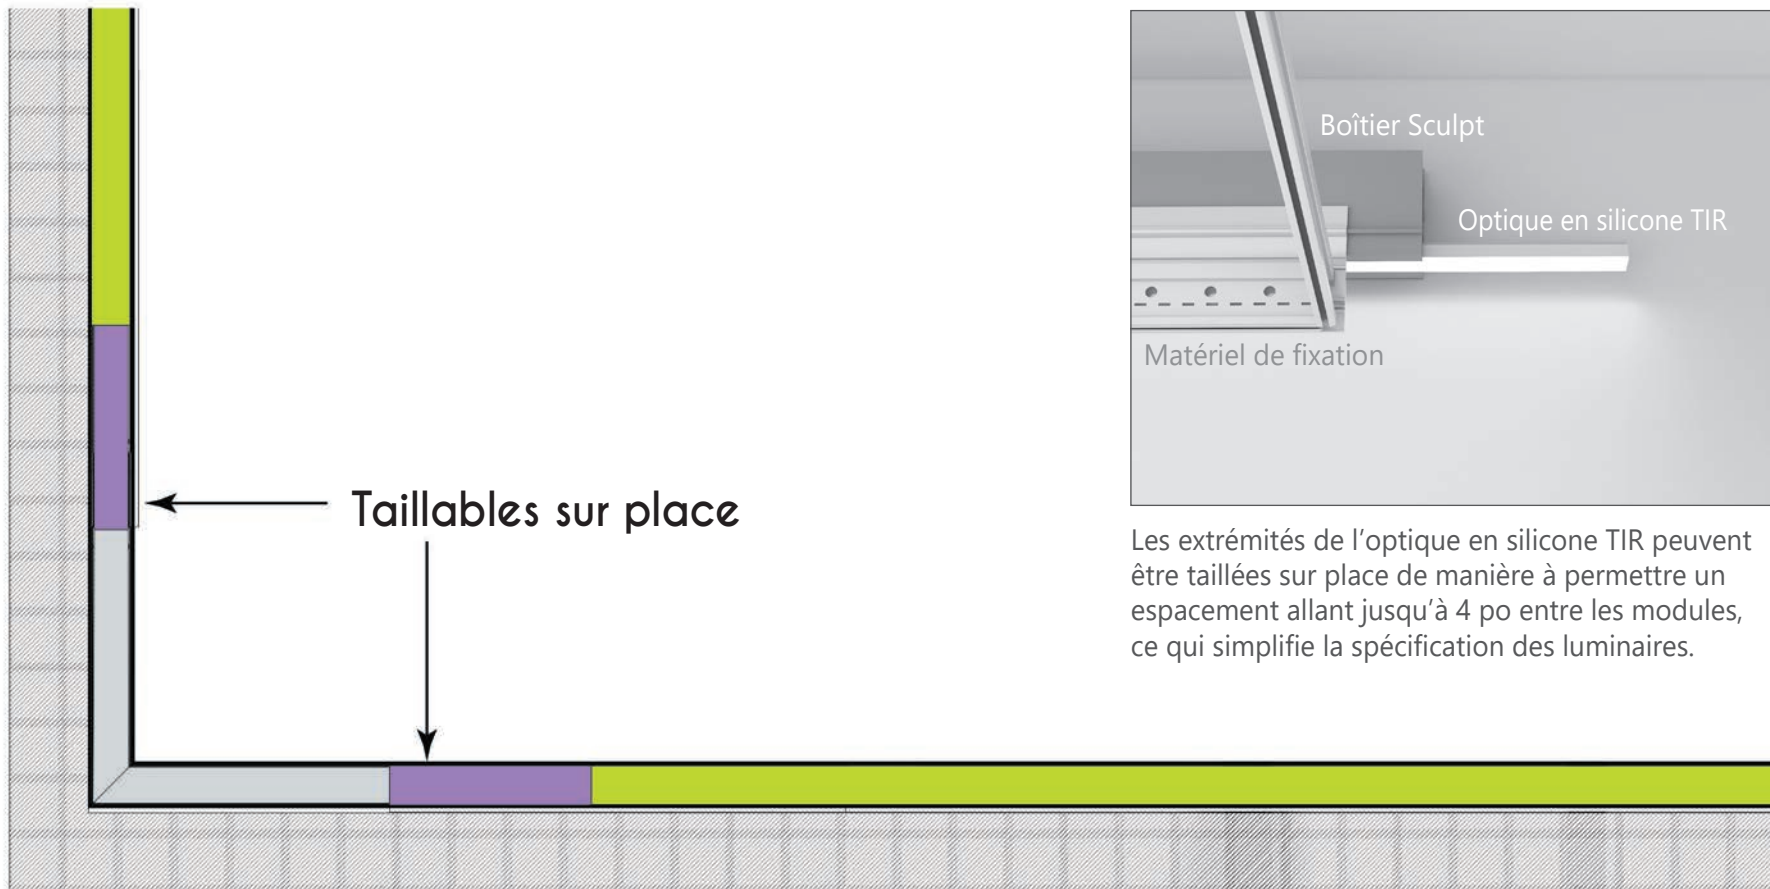 Boîtier Sculpt
Optique en silicone TIR
Matériel de fixation
Taillables sur place
Les extrémités de l’optique en silicone TIR peuvent
être taillées sur place de manière à permettre un
espacement allant jusqu’à 4 po entre les modules,
ce qui simplifie la spécification des luminaires.